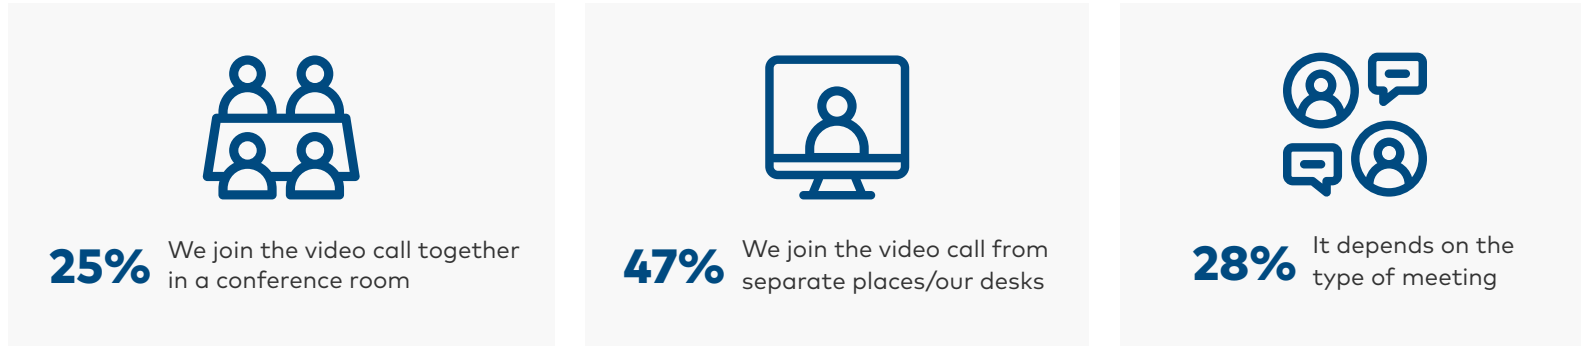 25%
We join the video call together
in a conference room
47%
We join the video call from
separate places/our desks
28%
It depends on the
type of meeting